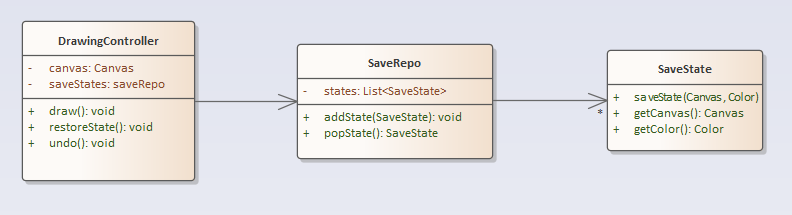 DrawingController
- canvas: Canvas
- saveStates: saveRepo
+ draw(): void
+ restoreState(): void
+ undo(): void
SaveRepo
- states: List<SaveState>
+ addState(SaveState): void
+ popState(): SaveState
*
SaveState
+ saveState(Canvas, Color)
+ getCanvas(): Canvas
+ getColor(): Color